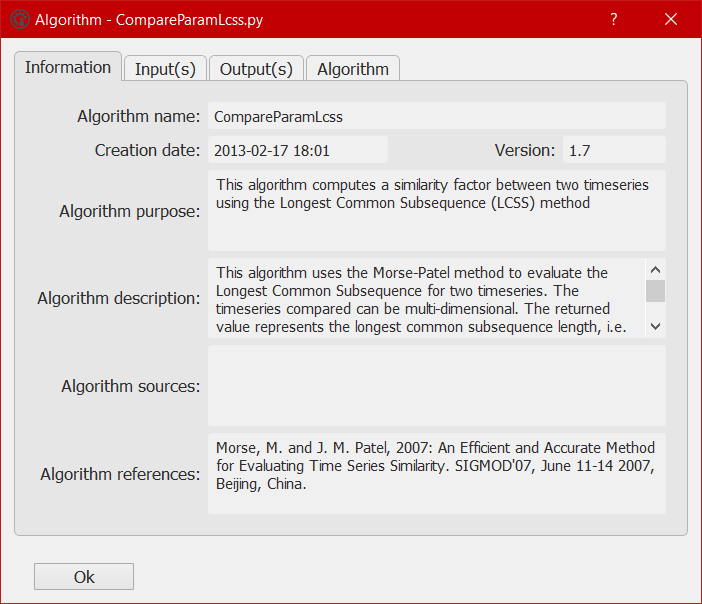 Algorithm - CompareParamLcss.py
?
Information
Input(s)
Output(s)
Algorithm
Algorithm name: CompareParamLcss
Creation date: 2013-02-17 18:01
Version: 1.7
Algorithm purpose:
This algorithm computes a similarity factor between two timeseries
using the Longest Common Subsequence (LCSS) method
Algorithm description:
This algorithm uses the Morse-Patel method to evaluate the
Longest Common Subsequence for two timeseries. The
timeseries compared can be multi-dimensional. The returned
value represents the longest common subsequence length, i.e.
Algorithm sources:
Algorithm references:
Morse, M. and J. M. Patel, 2007: An Efficient and Accurate Method
for Evaluating Time Series Similarity. SIGMOD'07, June 11-14 2007,
Beijing, China.
Ok